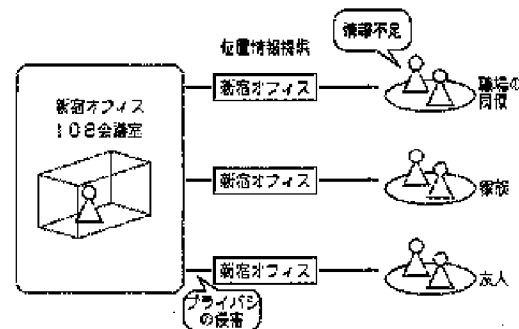 情報不足
位置情報提供
新宿オフィス
職場の
同僚
新宿オフィス
108会議室
新宿オフィス
家族
新宿オフィス
友人
プライバシ
の侵害